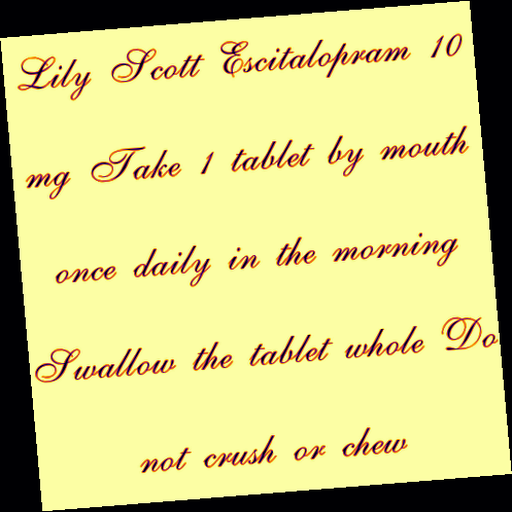 Lily Scott Escitalopram 10
mg Take 1 tablet by mouth
once daily in the morning
Swallow the tablet whole Do
not crush or chew